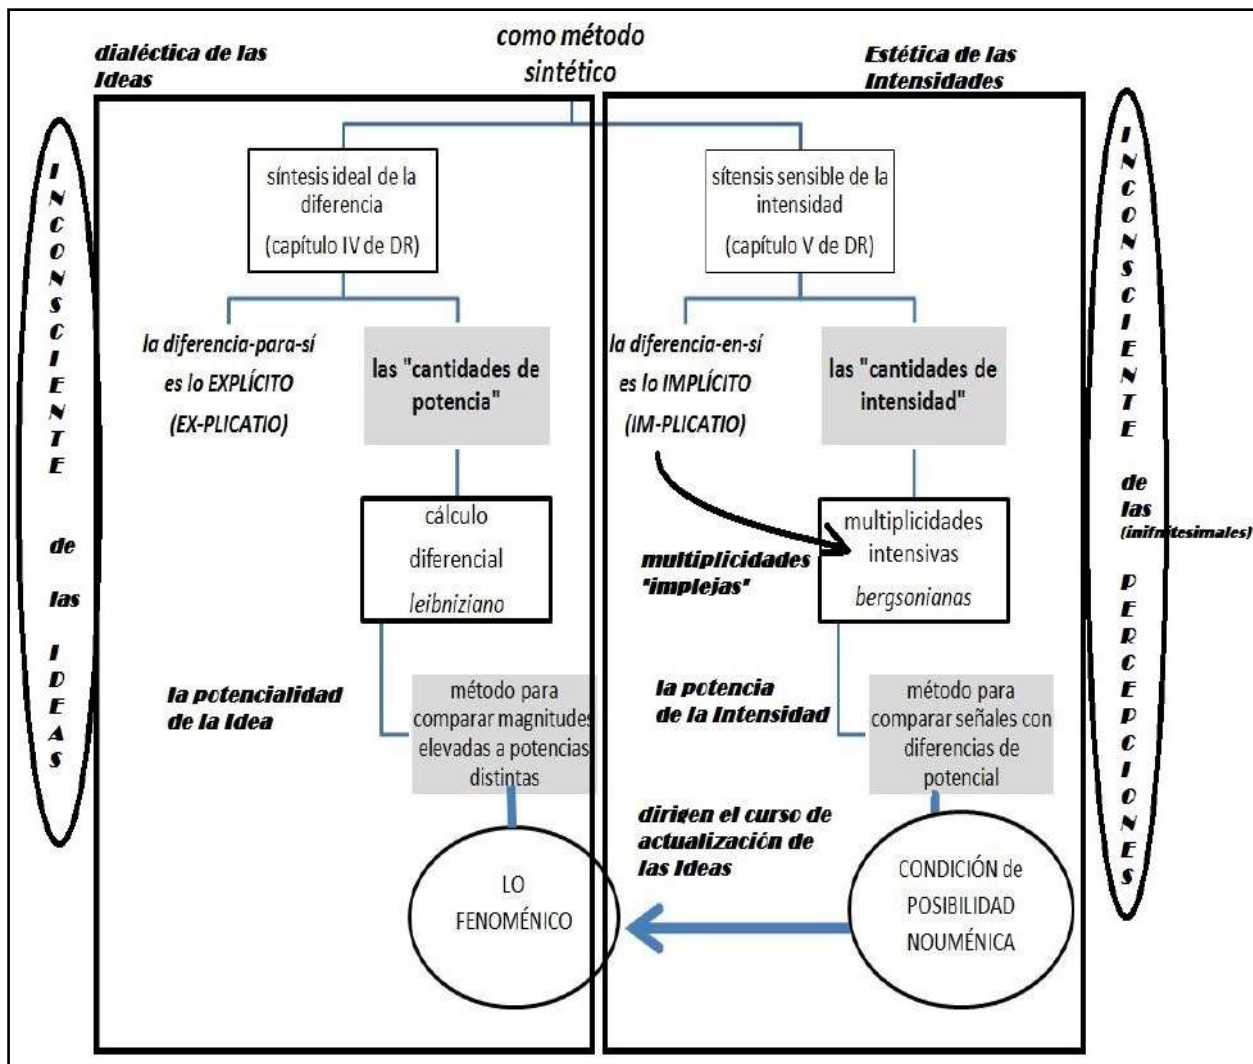 como método
sintético
dialéctica de las
Ideas
Estética de las
Intensidades
INCONSCIENTE
de
las
IDEAS
síntesis ideal de la
diferencia
(capítulo IV de DR)
la diferencia-para-sí
es lo EXPLÍCITO
(EX-PLICATIO)
las "cantidades de
potencia"
cálculo
diferencial
leibniziano
la potencialidad
de la Idea
método para
comparar magnitudes
elevadas a potencias
distintas
LO
FENOMÉNICO
sítensis sensible de la
intensidad
(capítulo V de DR)
la diferencia-en-sí
es lo IMPLÍCITO
(IM-PLICATIO)
las "cantidades de
intensidad"
multiplicidades
"implejas"
multiplicidades
intensivas
bergsonianas
la potencia
de la Intensidad
método para
comparar señales con
diferencias de
potencial
dirigen el curso de
actualización de
las Ideas
CONDICIÓN de
POSIBILIDAD
NOUMÉNICA
INCONSCIENTE
de
las
(inifnitesimales)
PERCEPCIONES